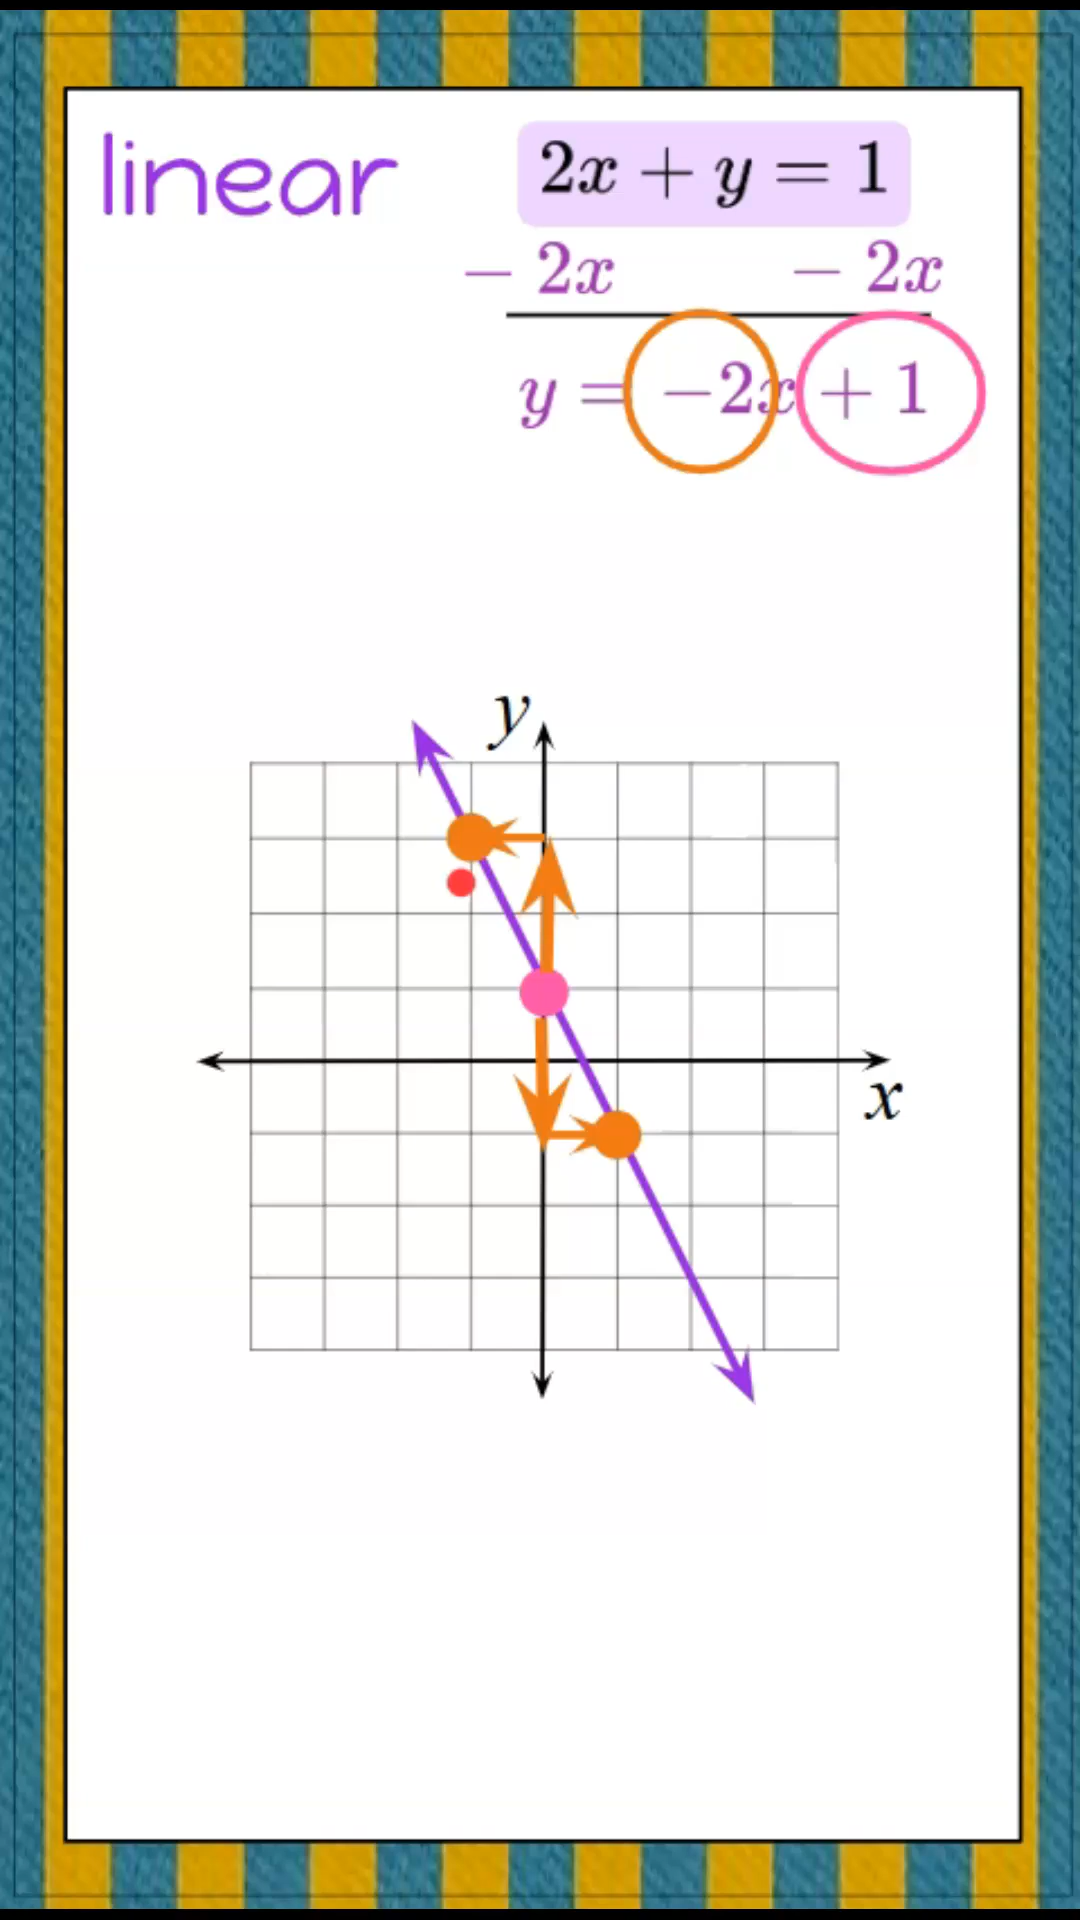 linear
2x + y = 1
− 2x − 2x
y = −2x + 1
y
x